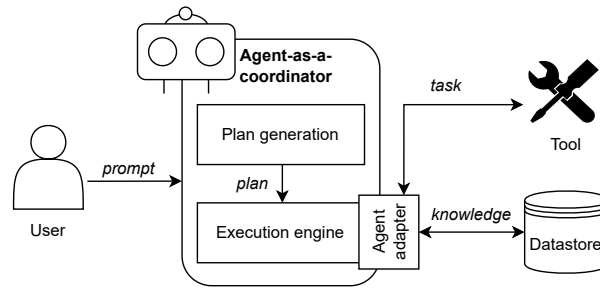 Agent-as-a-
coordinator
task
Plan generation
Tool
prompt
plan
User
Execution engine
Agent
adapter
knowledge
Datastore